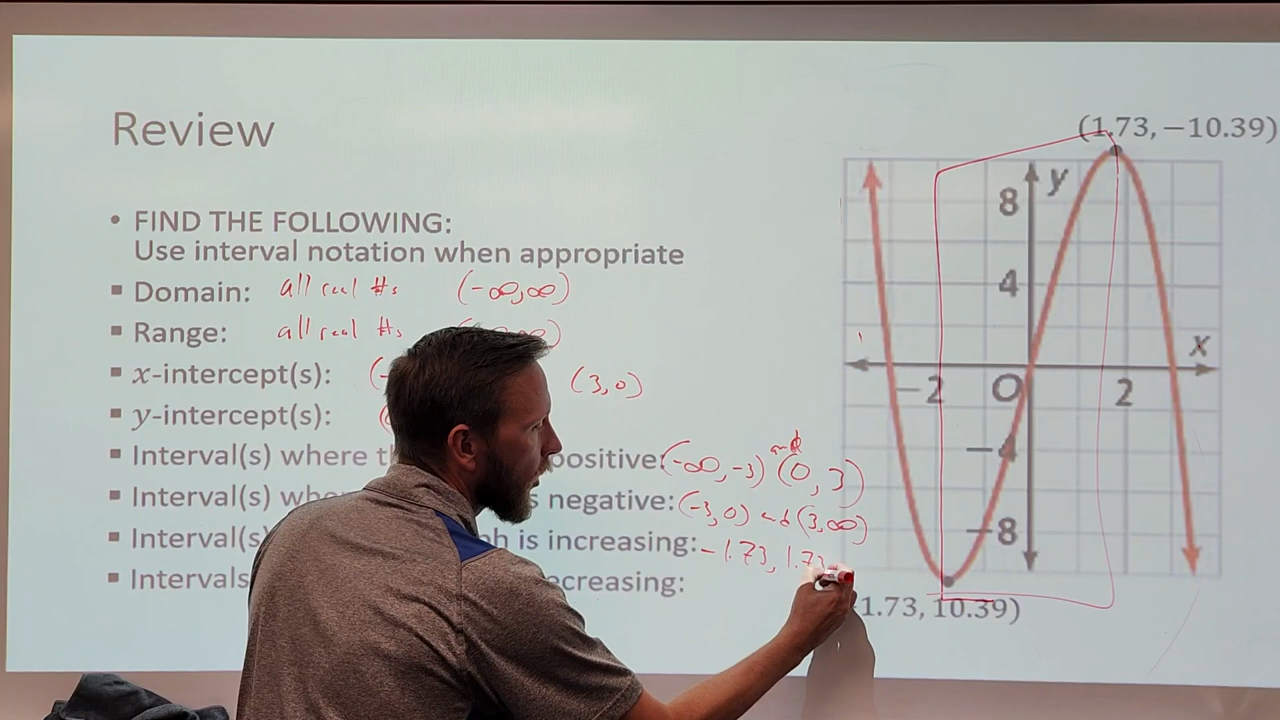 Review
(1.73, −10.39)
• FIND THE FOLLOWING:
Use interval notation when appropriate
▪ Domain: all real #s (-∞,∞)
▪ Range: all real #s
▪ x-intercept(s): (- (3,0)
▪ y-intercept(s): (
▪ Interval(s) where positive: (-∞,-3) and (0, 3)
▪ Interval(s) negative: (-3,0) and (3,∞)
▪ Interval(s) is increasing: -1.73, 1.73
▪ Intervals ecreasing:
y
8
4
x
−2 O 2
−4
−8
1.73, 10.39)